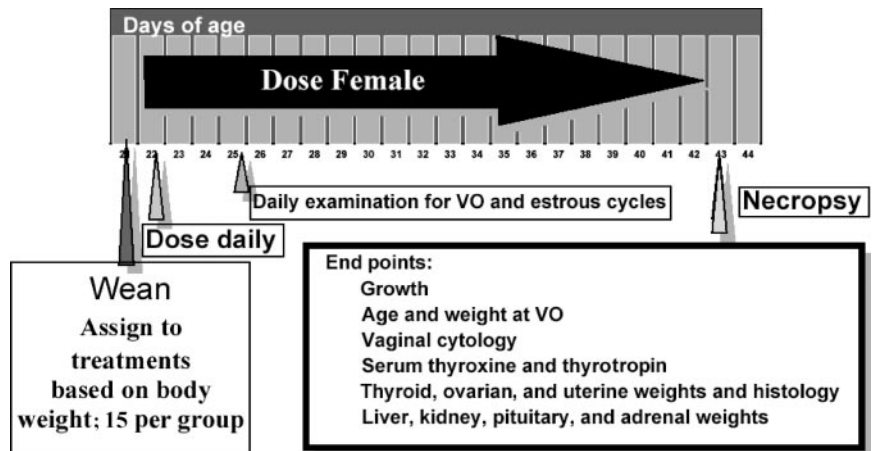 Days of age
Dose Female
21 22 23 24 25 26 27 28 29 30 31 32 33 34 35 36 37 38 39 40 41 42 43 44
Daily examination for VO and estrous cycles
Necropsy
Dose daily
Wean
Assign to
treatments
based on body
weight; 15 per group
End points:
Growth
Age and weight at VO
Vaginal cytology
Serum thyroxine and thyrotropin
Thyroid, ovarian, and uterine weights and histology
Liver, kidney, pituitary, and adrenal weights